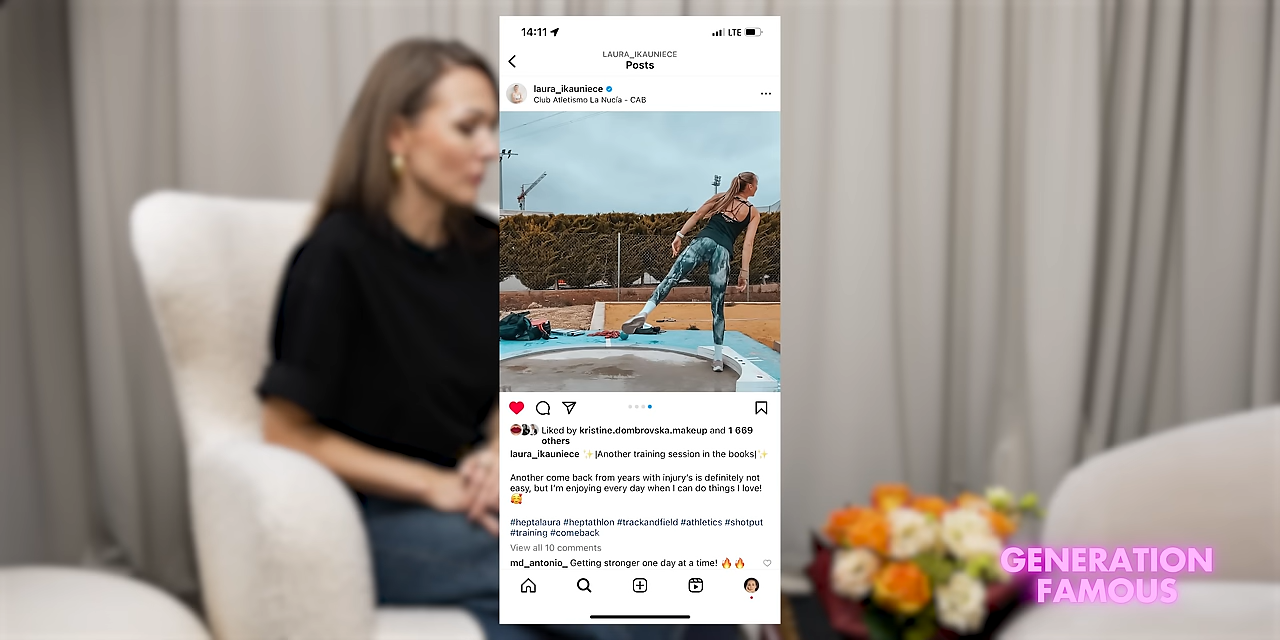 14:11
LTE
LAURA_IKAUNIECE
Posts
laura_ikauniece
Club Atletismo La Nucía - CAB
Liked by kristine.dombrovska.makeup and 1 669
others
laura_ikauniece ✨|Another training session in the books|✨
Another come back from years with injury's is definitely not
easy, but I'm enjoying every day when I can do things I love!
🥰
#heptalaura #heptathlon #trackandfield #athletics #shotput
#training #comeback
View all 10 comments
md_antonio_ Getting stronger one day at a time! 🔥🔥
GENERATION
FAMOUS